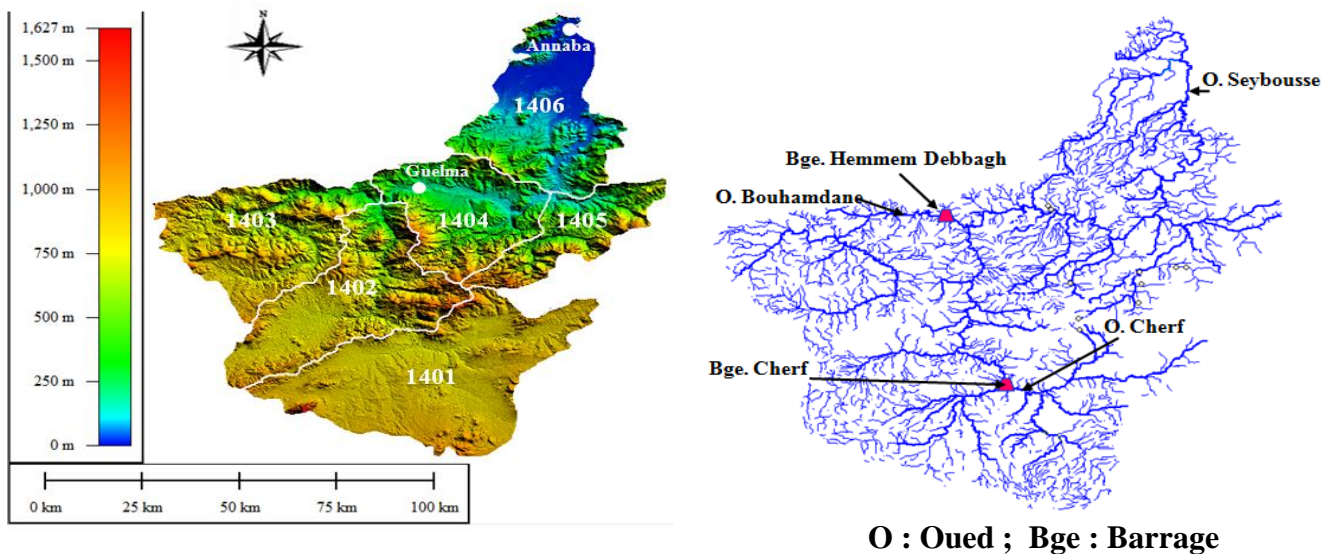 1,627 m
1,500 m
1,250 m
1,000 m
750 m
500 m
250 m
0 m
N
Annaba
1406
Guelma
1403
1404
1405
1402
1401
0 km 25 km 50 km 75 km 100 km
O. Seybousse
Bge. Hemmem Debbagh
O. Bouhamdane
O. Cherf
Bge. Cherf
O : Oued ; Bge : Barrage